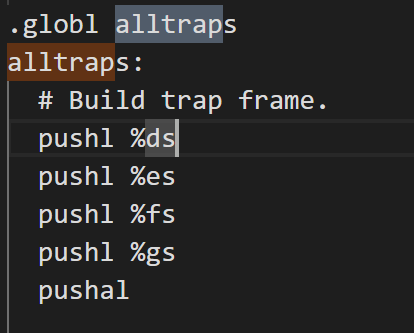 .globl alltraps
alltraps:
# Build trap frame.
pushl %ds
pushl %es
pushl %fs
pushl %gs
pushal